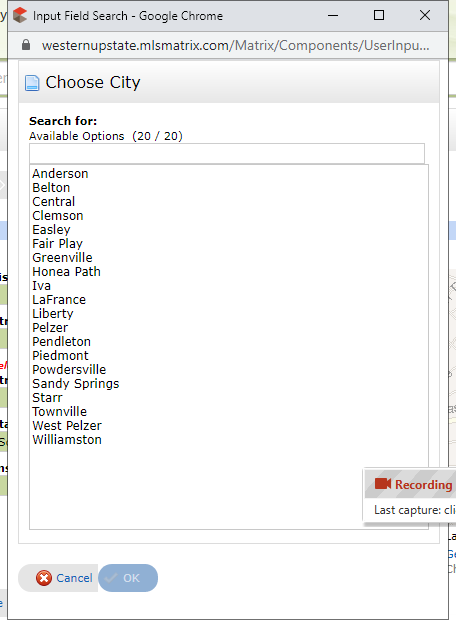 Input Field Search - Google Chrome
westernupstate.mlsmatrix.com/Matrix/Components/UserInpu...
Choose City
Search for:
Available Options (20 / 20)
Anderson
Belton
Central
Clemson
Easley
Fair Play
Greenville
Honea Path
Iva
LaFrance
Liberty
Pelzer
Pendleton
Piedmont
Powdersville
Sandy Springs
Starr
Townville
West Pelzer
Williamston
Recording
Last capture: cli
Cancel
OK